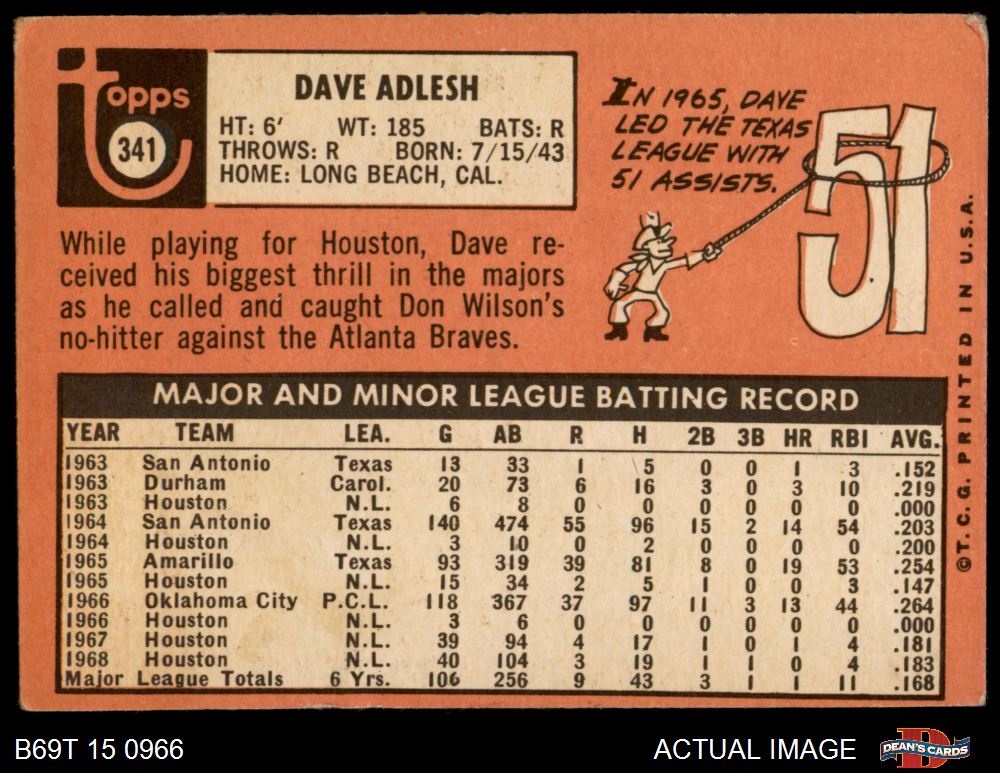 topps
341
DAVE ADLESH
HT: 6' WT: 185 BATS: R
THROWS: R BORN: 7/15/43
HOME: LONG BEACH, CAL.
IN 1965, DAVE
LED THE TEXAS
LEAGUE WITH
51 ASSISTS.
51
While playing for Houston, Dave re-
ceived his biggest thrill in the majors
as he called and caught Don Wilson's
no-hitter against the Atlanta Braves.
MAJOR AND MINOR LEAGUE BATTING RECORD
YEAR TEAM LEA. G AB R H 2B 3B HR RBI AVG.
1963 San Antonio Texas 13 33 1 5 0 0 1 3 .152
1963 Durham Carol. 20 73 6 16 3 0 3 10 .219
1963 Houston N.L. 6 8 0 0 0 0 0 0 .000
1964 San Antonio Texas 140 474 55 96 15 2 14 54 .203
1964 Houston N.L. 3 10 0 2 0 0 0 0 .200
1965 Amarillo Texas 93 319 39 81 8 0 19 53 .254
1965 Houston N.L. 15 34 2 5 1 0 0 3 .147
1966 Oklahoma City P.C.L. 118 367 37 97 11 3 13 44 .264
1966 Houston N.L. 3 6 0 0 0 0 0 0 .000
1967 Houston N.L. 39 94 4 17 1 0 1 4 .181
1968 Houston N.L. 40 104 3 19 1 1 0 4 .183
Major League Totals 6 Yrs. 106 256 9 43 3 1 1 11 .168
©T. C. G. PRINTED IN U. S. A.
B69T 15 0966
ACTUAL IMAGE
DEAN'S CARDS